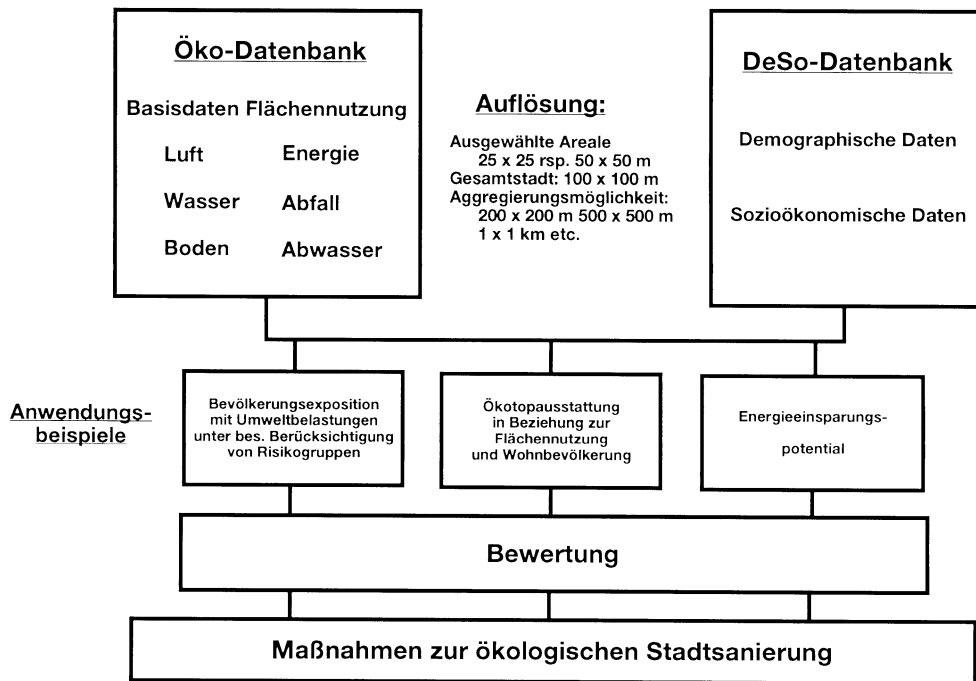 Öko-Datenbank
Basisdaten Flächennutzung
Luft Energie
Wasser Abfall
Boden Abwasser
Auflösung:
Ausgewählte Areale
25 x 25 rsp. 50 x 50 m
Gesamtstadt: 100 x 100 m
Aggregierungsmöglichkeit:
200 x 200 m 500 x 500 m
1 x 1 km etc.
DeSo-Datenbank
Demographische Daten
Sozioökonomische Daten
Anwendungs-
beispiele
Bevölkerungsexposition
mit Umweltbelastungen
unter bes. Berücksichtigung
von Risikogruppen
Ökotopausstattung
in Beziehung zur
Flächennutzung
und Wohnbevölkerung
Energieeinsparungs-
potential
Bewertung
Maßnahmen zur ökologischen Stadtsanierung